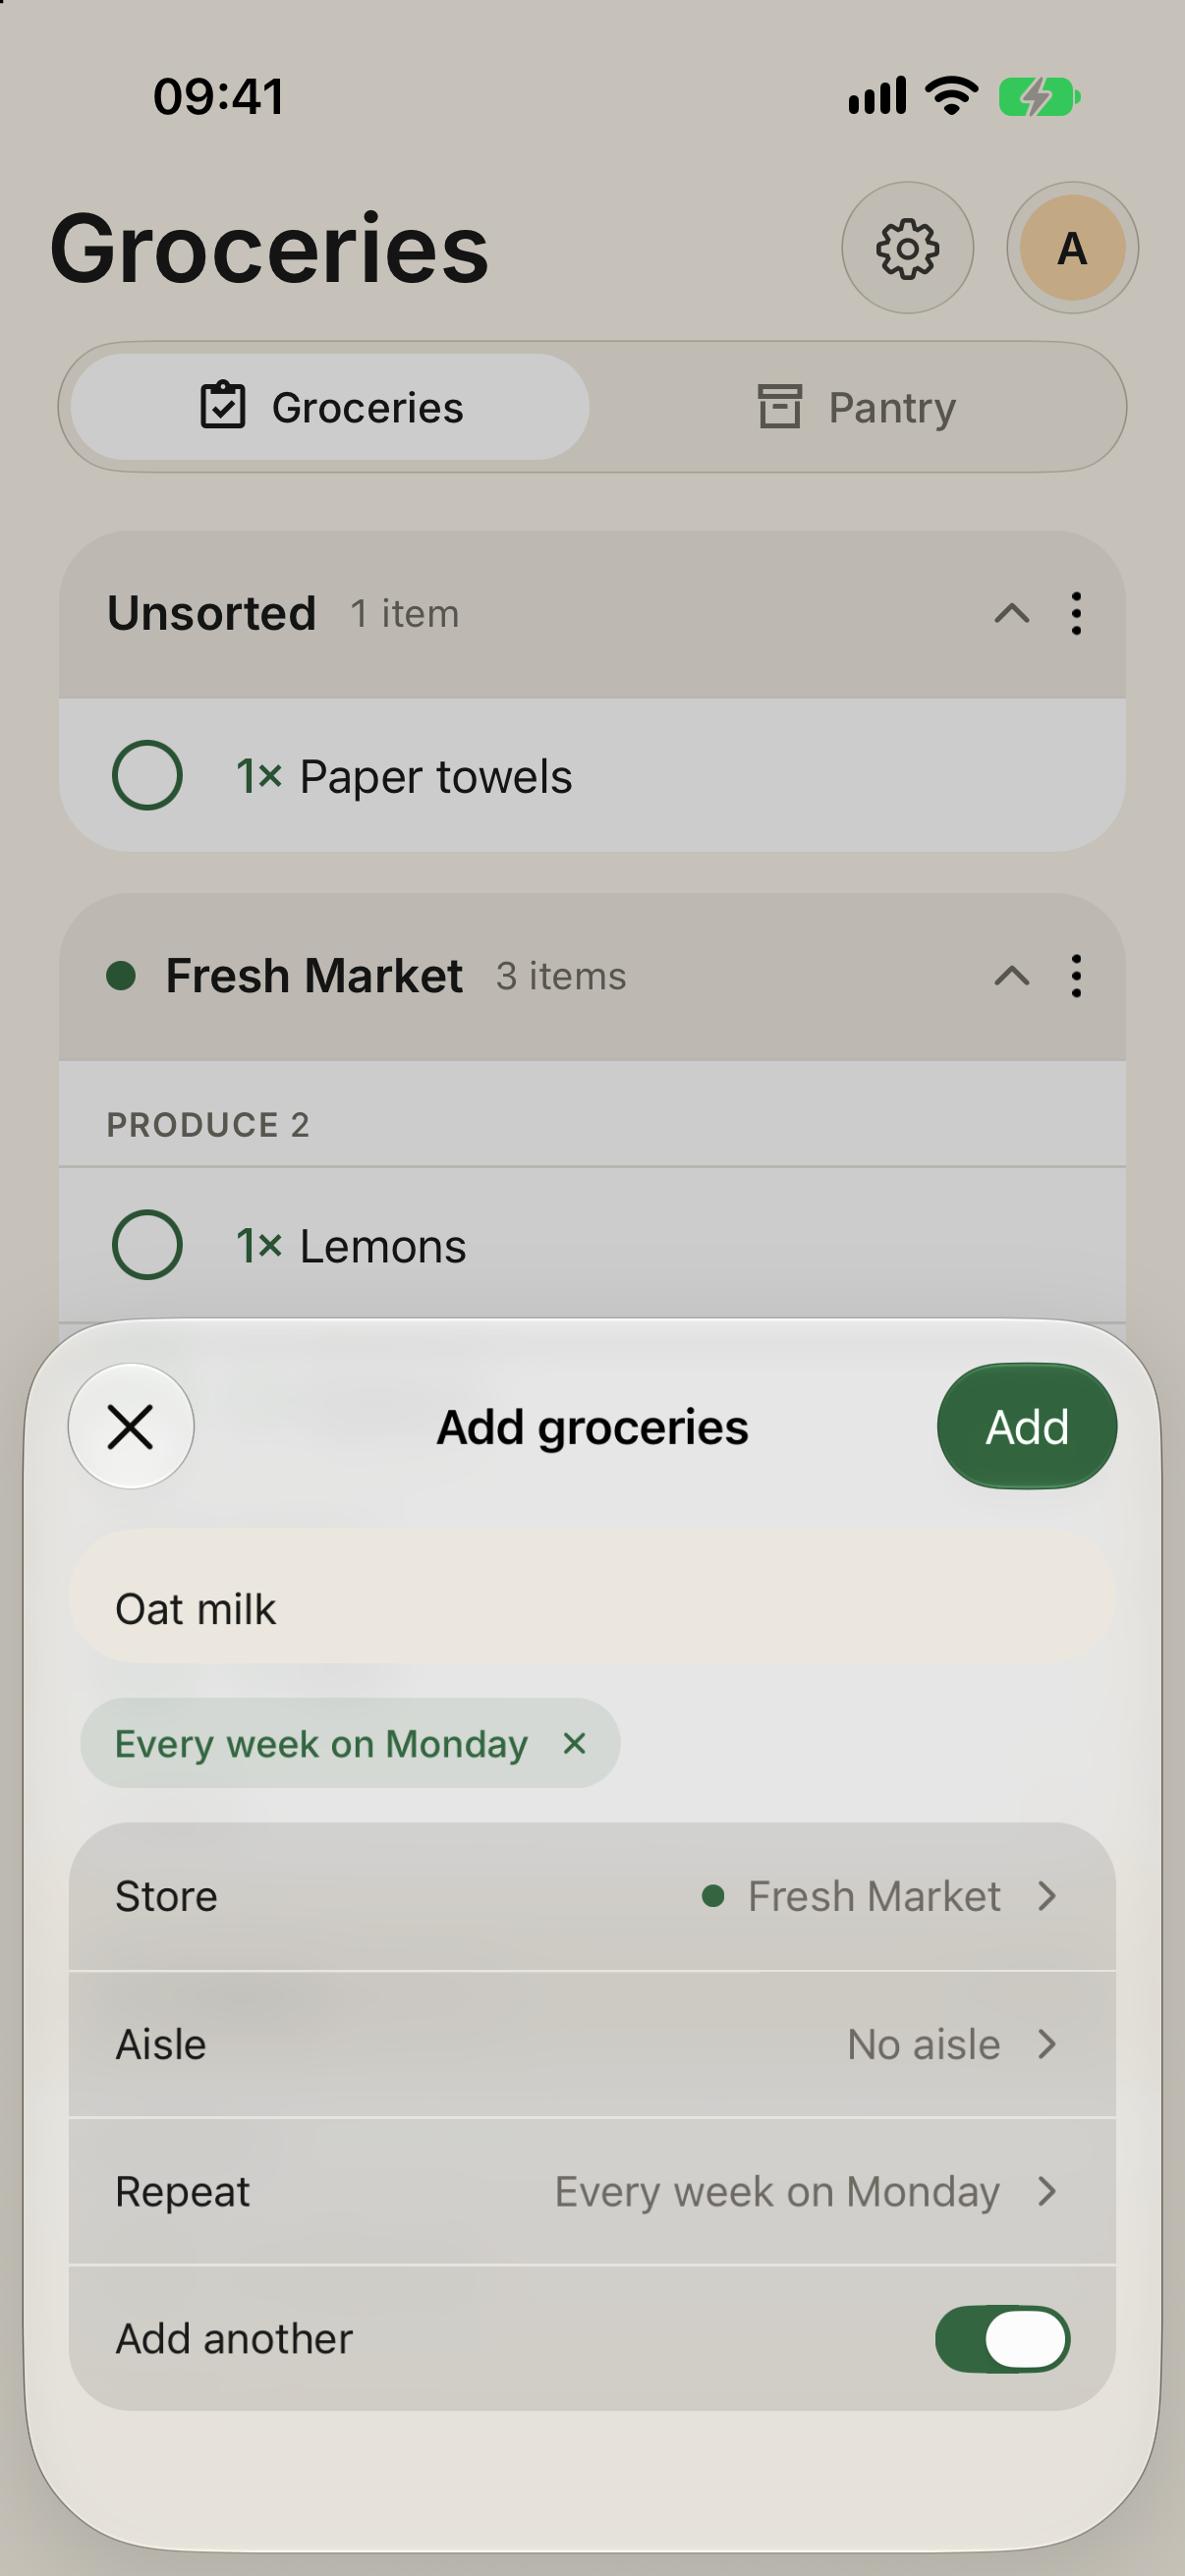 09:41
Groceries
A
Groceries
Pantry
Unsorted 1 item
1× Paper towels
Fresh Market 3 items
PRODUCE 2
1× Lemons
Add groceries
Add
Oat milk
Every week on Monday ×
Store Fresh Market
Aisle No aisle
Repeat Every week on Monday
Add another